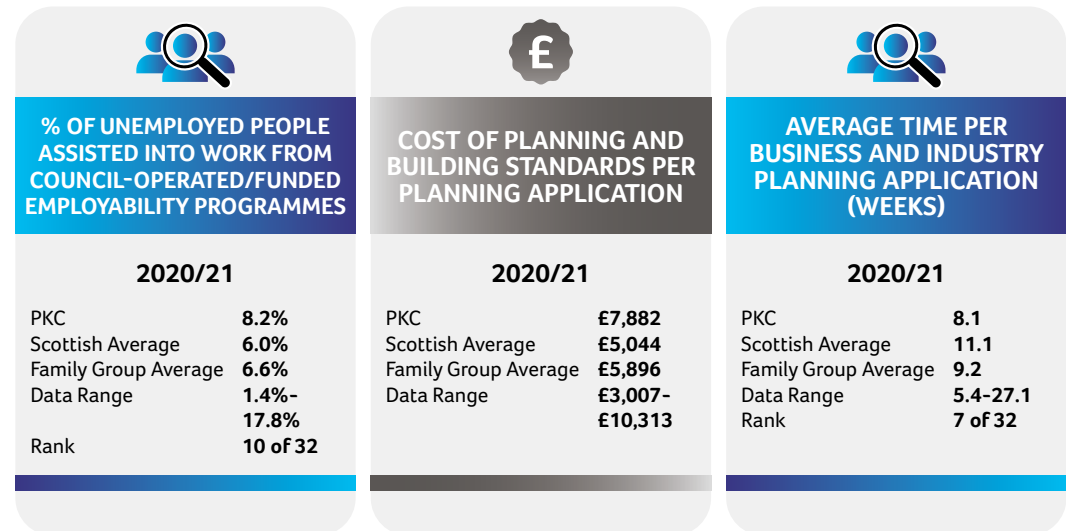 £
% OF UNEMPLOYED PEOPLE
ASSISTED INTO WORK FROM
COUNCIL-OPERATED/FUNDED
EMPLOYABILITY PROGRAMMES
2020/21
PKC 8.2%
Scottish Average 6.0%
Family Group Average 6.6%
Data Range 1.4%-
17.8%
Rank 10 of 32
COST OF PLANNING AND
BUILDING STANDARDS PER
PLANNING APPLICATION
2020/21
PKC £7,882
Scottish Average £5,044
Family Group Average £5,896
Data Range £3,007-
£10,313
AVERAGE TIME PER
BUSINESS AND INDUSTRY
PLANNING APPLICATION
(WEEKS)
2020/21
PKC 8.1
Scottish Average 11.1
Family Group Average 9.2
Data Range 5.4-27.1
Rank 7 of 32